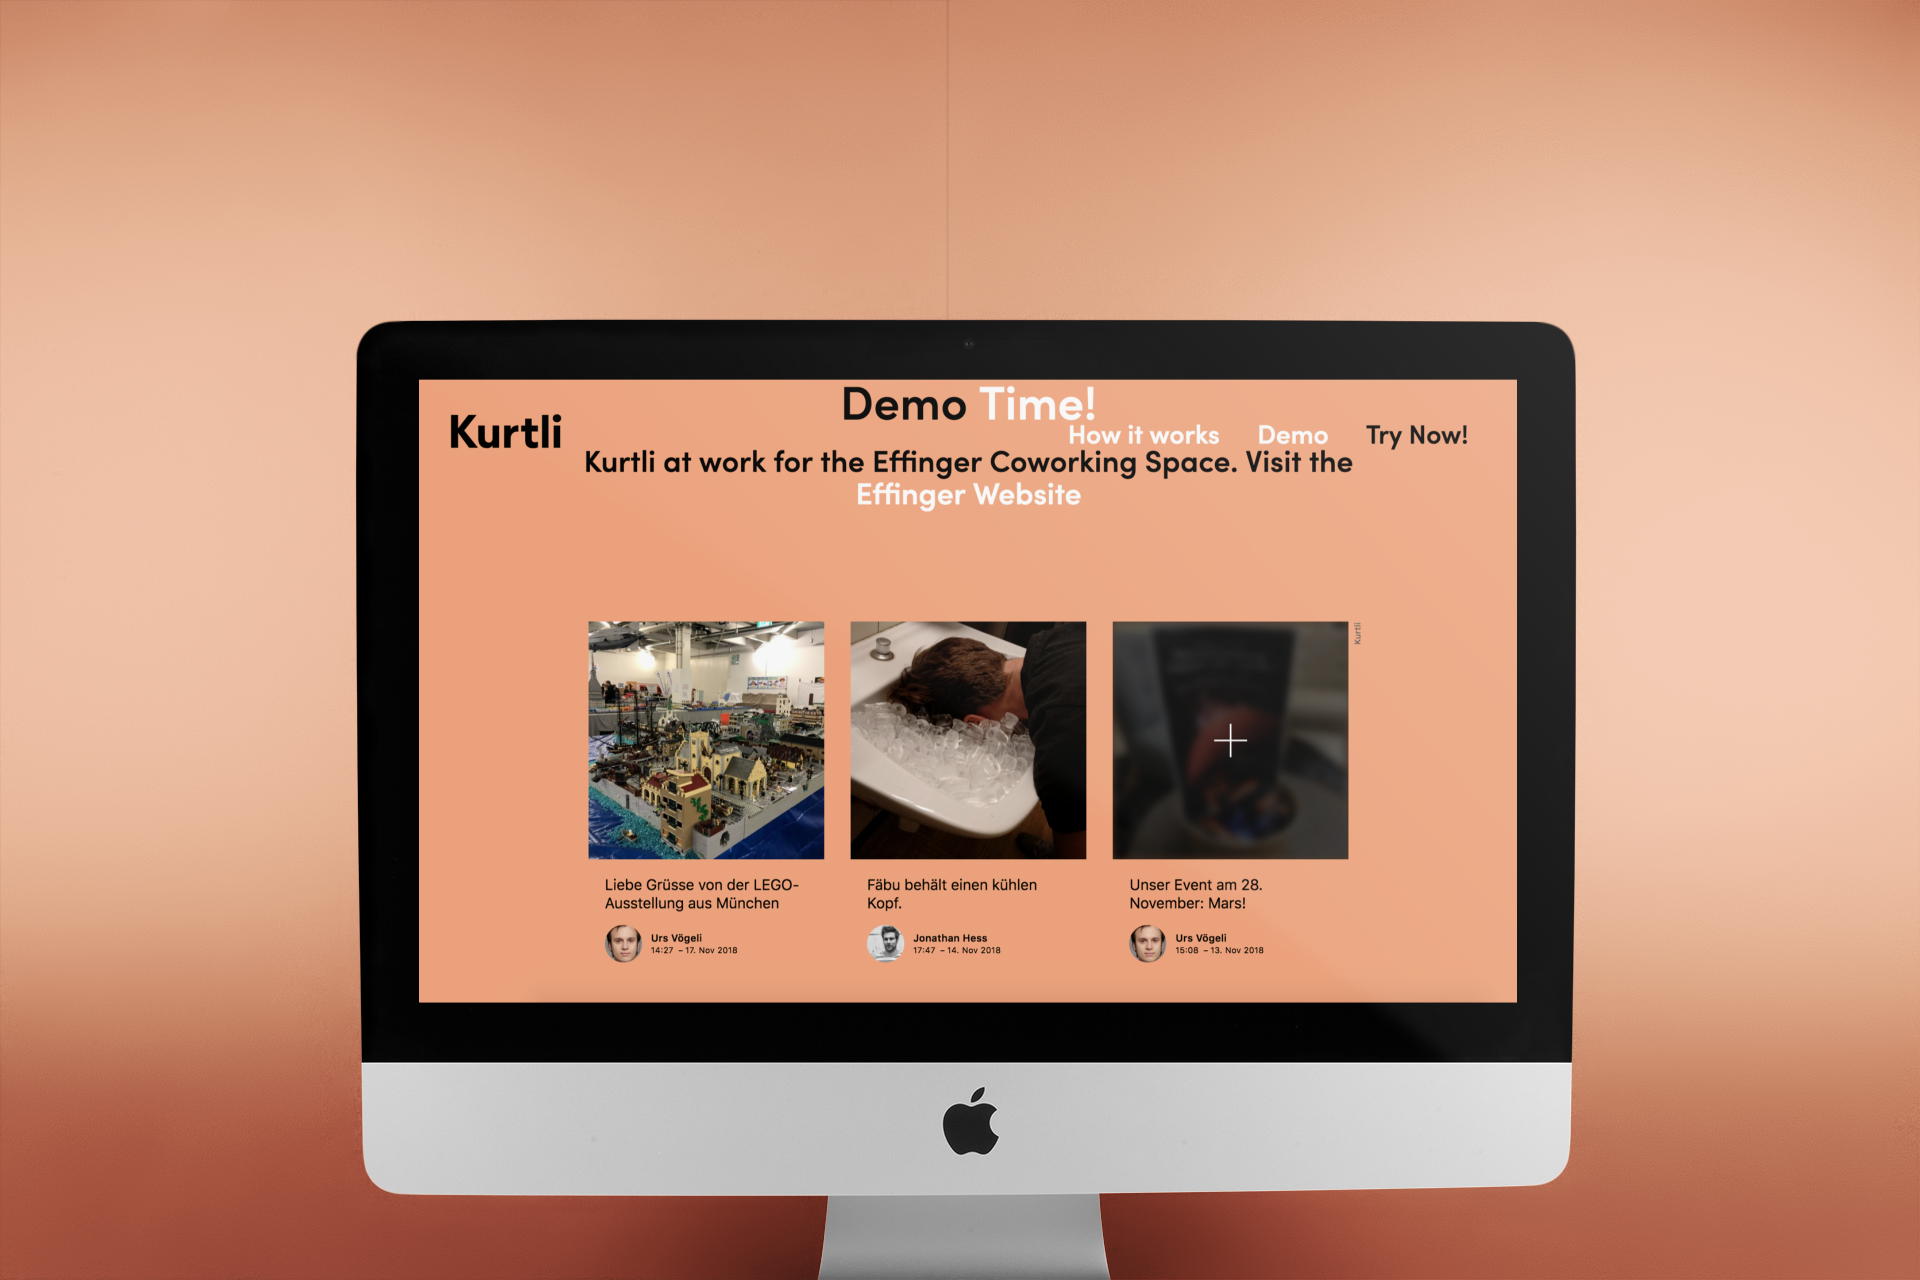 Demo Time!
Kurtli
How it works Demo Try Now!
Kurtli at work for the Effinger Coworking Space. Visit the
Effinger Website
Kurtli
Liebe Grüsse von der LEGO-
Ausstellung aus München
Urs Vögeli
14:27 – 17. Nov 2018
Fäbu behält einen kühlen
Kopf.
Jonathan Hess
17:47 – 14. Nov 2018
Unser Event am 28.
November: Mars!
Urs Vögeli
15:08 – 13. Nov 2018